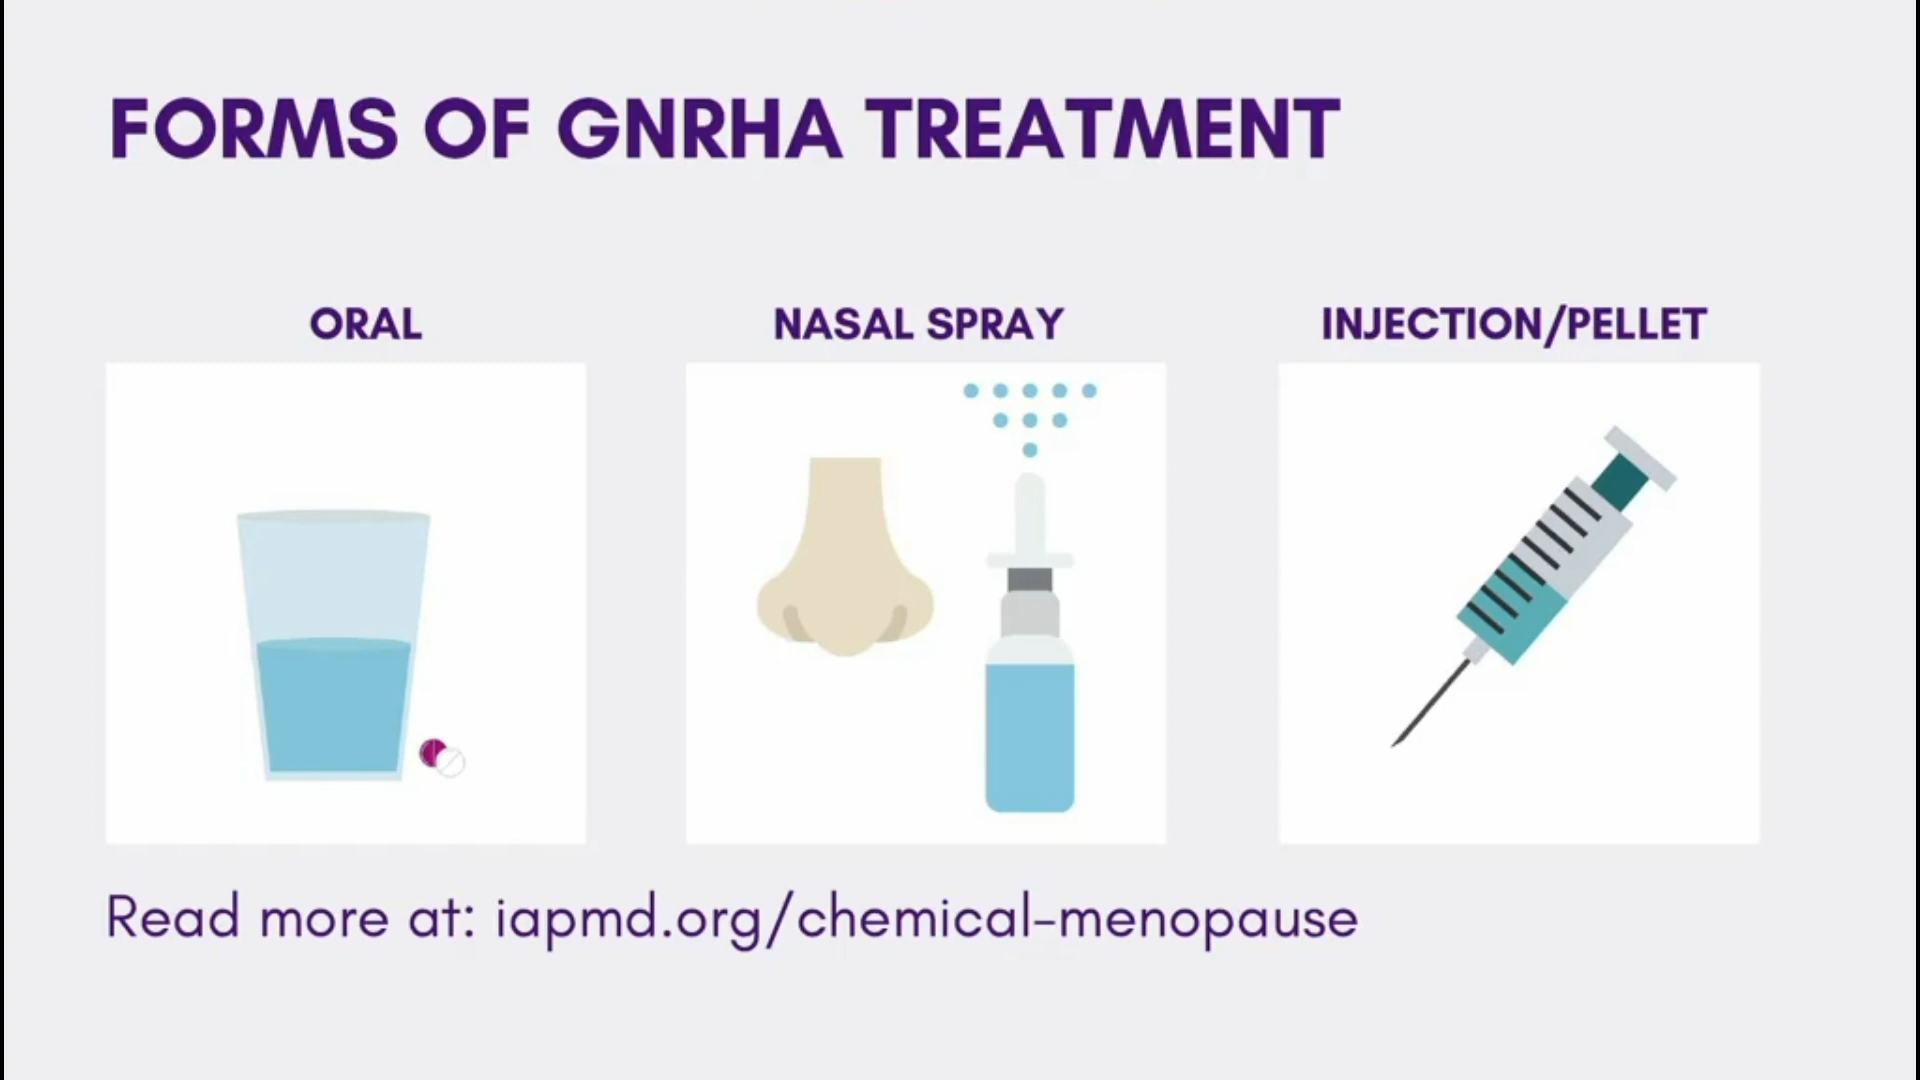 FORMS OF GNRHA TREATMENT
ORAL
NASAL SPRAY
INJECTION/PELLET
Read more at: iapmd.org/chemical-menopause